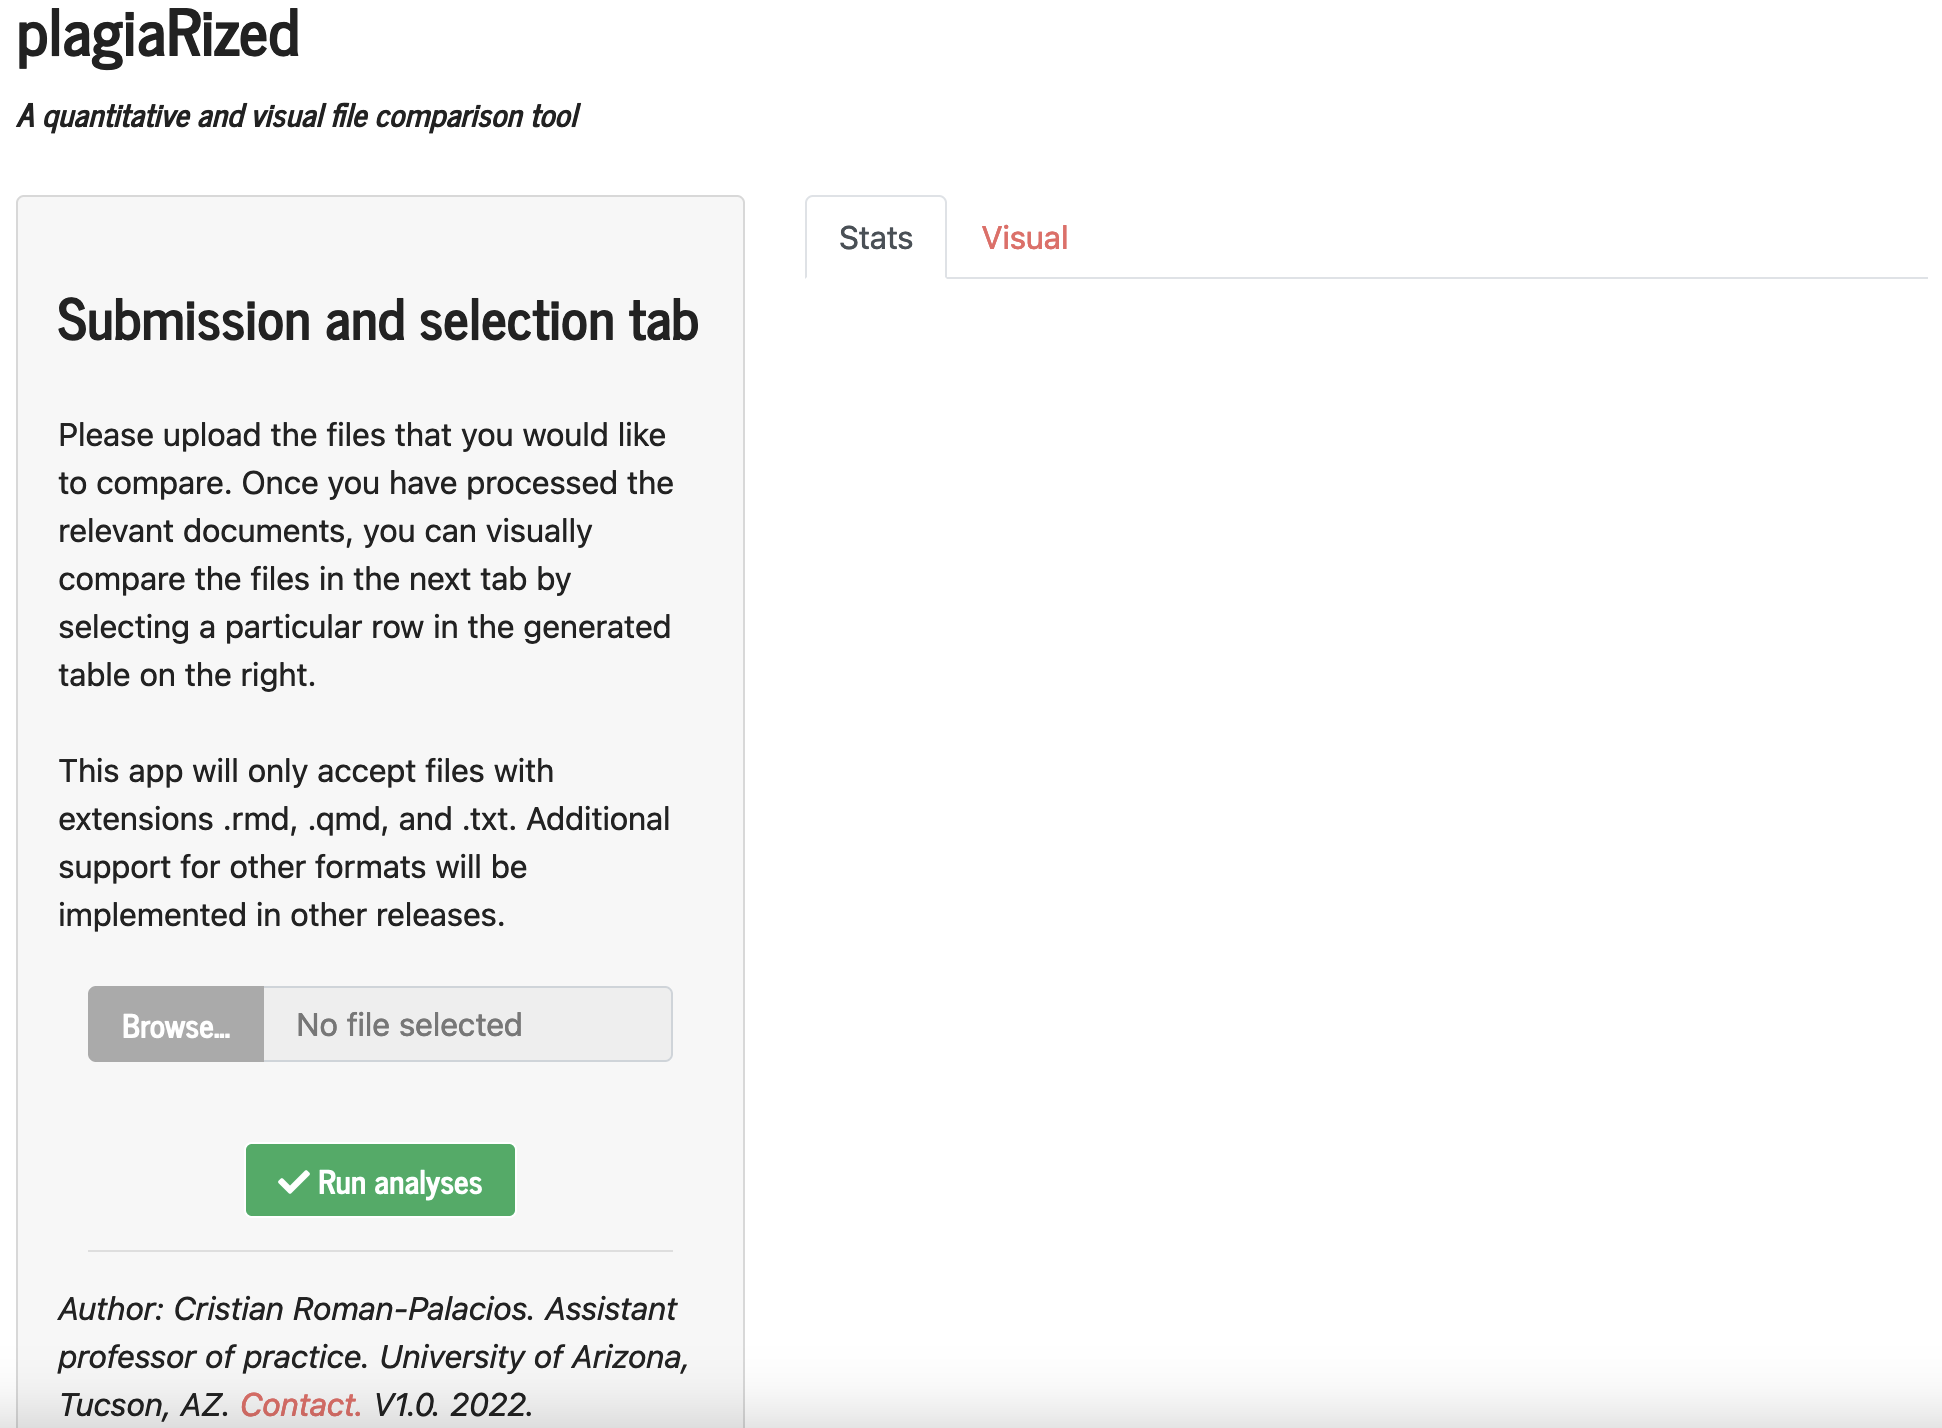 plagiaRized
A quantitative and visual file comparison tool
Submission and selection tab
Please upload the files that you would like
to compare. Once you have processed the
relevant documents, you can visually
compare the files in the next tab by
selecting a particular row in the generated
table on the right.
This app will only accept files with
extensions .rmd, .qmd, and .txt. Additional
support for other formats will be
implemented in other releases.
Browse...
No file selected
Run analyses
Author: Cristian Roman-Palacios. Assistant
professor of practice. University of Arizona,
Tucson, AZ. Contact. V1.0. 2022.
Stats
Visual